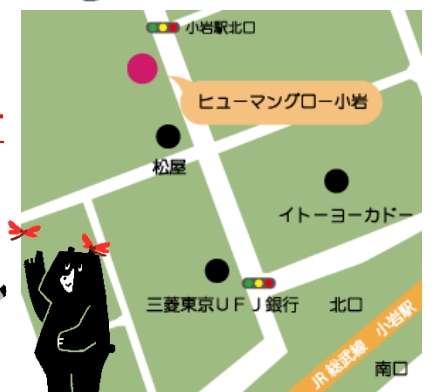 小岩駅北口
ヒューマングロー小岩
松屋
イトーヨーカドー
三菱東京UFJ銀行
北口
JR 総武線 小岩駅
南口